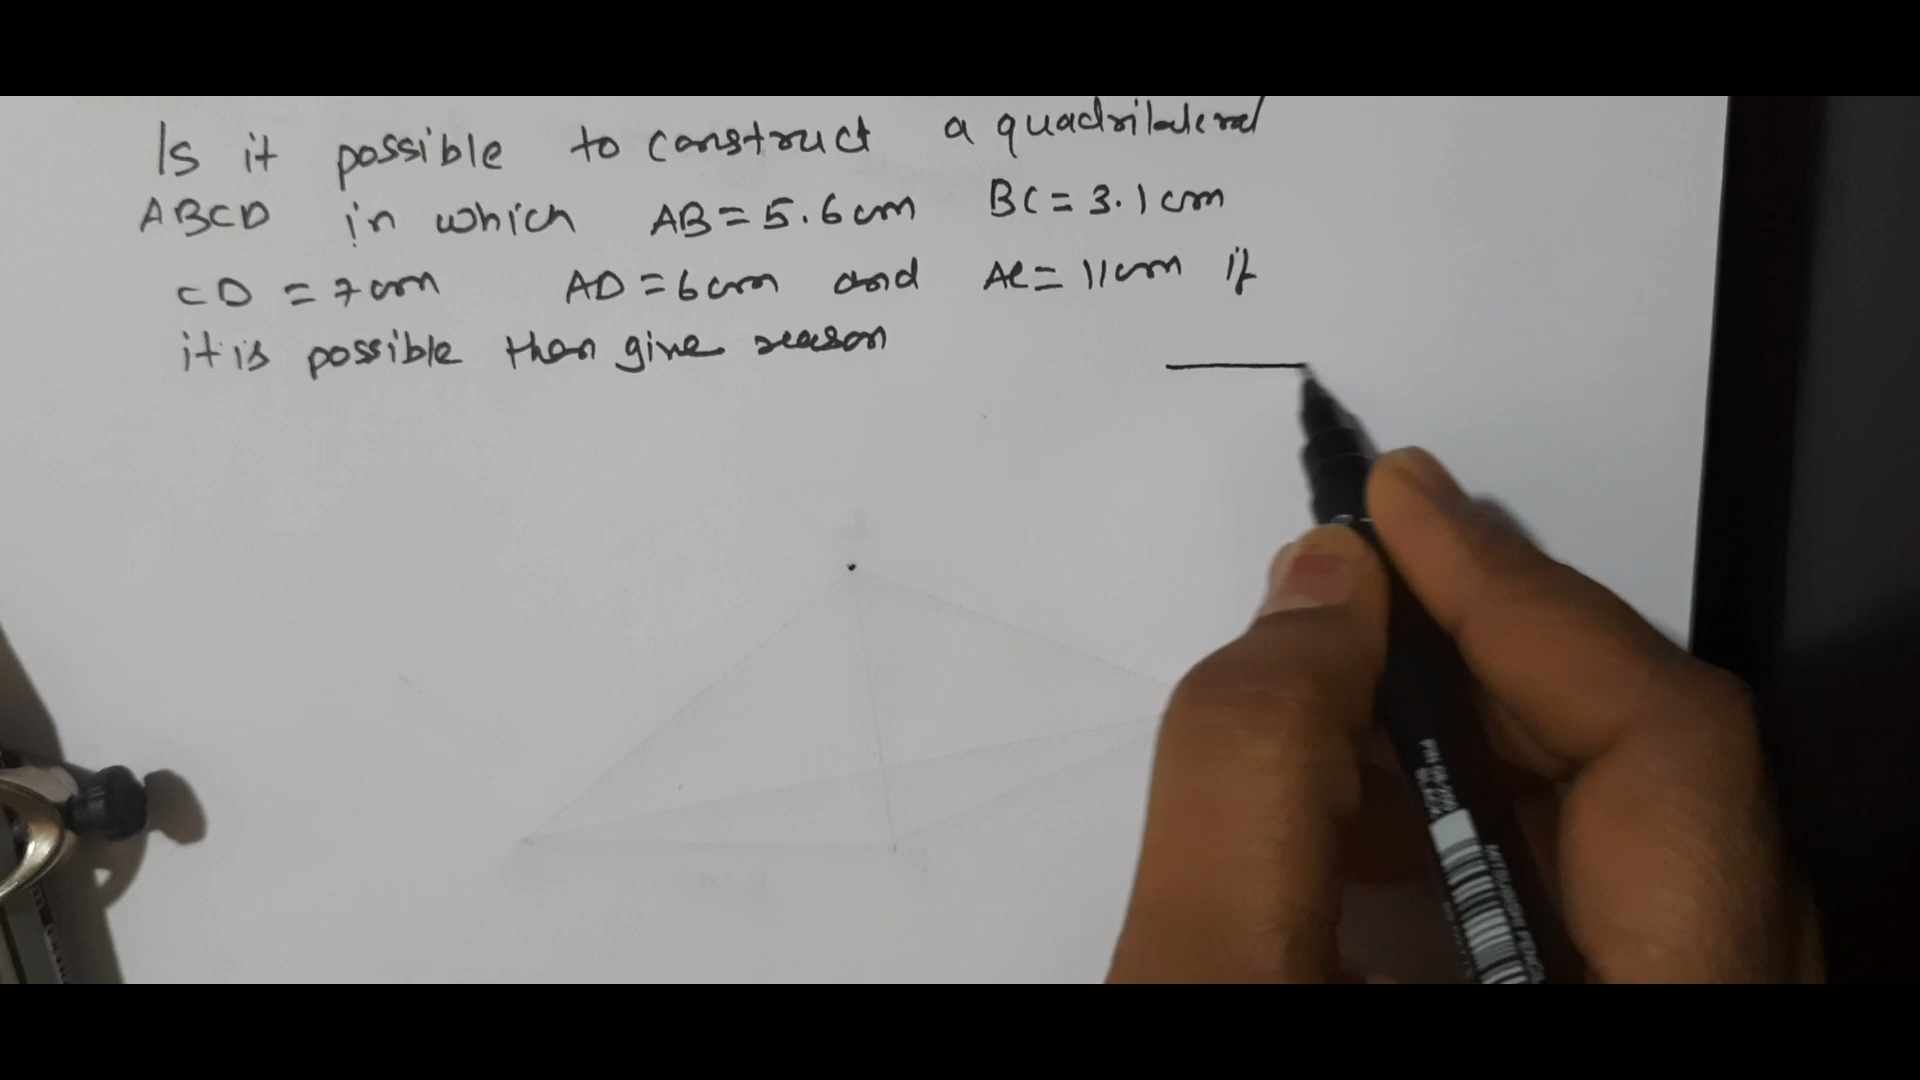 Is it possible to construct a quadrilateral
ABCD in which AB = 5.6 cm BC = 3.1 cm
CD = 7 cm AD = 6 cm and AC = 11 cm if
it is possible then give reason